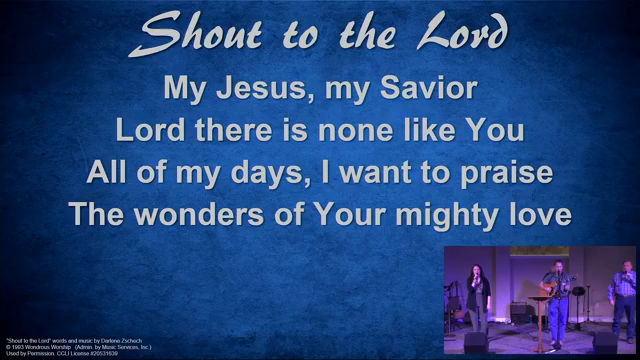 Shout to the Lord
My Jesus, my Savior
Lord there is none like You
All of my days, I want to praise
The wonders of Your mighty love
"Shout to the Lord" words and music by Darlene Zschech
© 1993 Wondrous Worship (Admin. by Music Services, Inc.)
Used by Permission. CCLI License #20531639